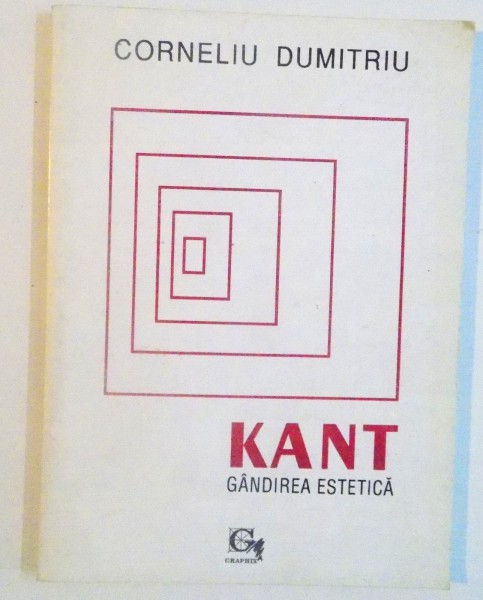 CORNELIU DUMITRIU
KANT
GÂNDIREA ESTETICĂ
GRAPHIX